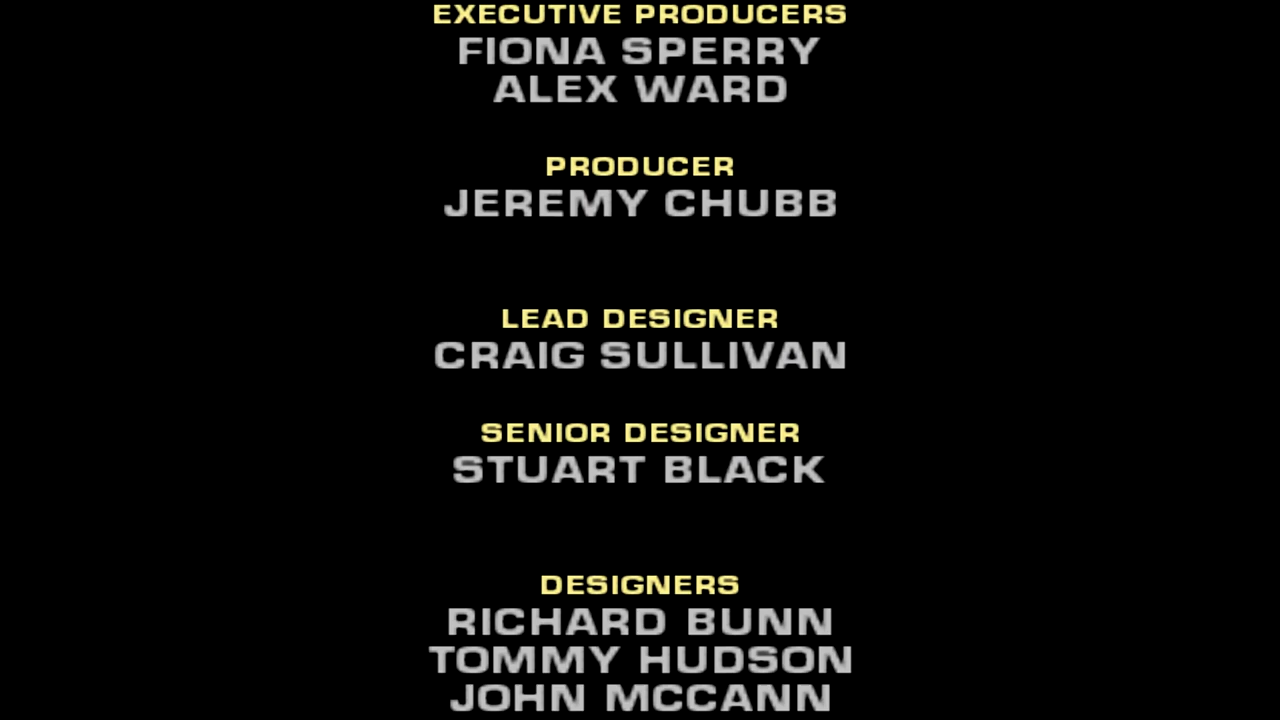 EXECUTIVE PRODUCERS
FIONA SPERRY
ALEX WARD
PRODUCER
JEREMY CHUBB
LEAD DESIGNER
CRAIG SULLIVAN
SENIOR DESIGNER
STUART BLACK
DESIGNERS
RICHARD BUNN
TOMMY HUDSON
JOHN MCCANN